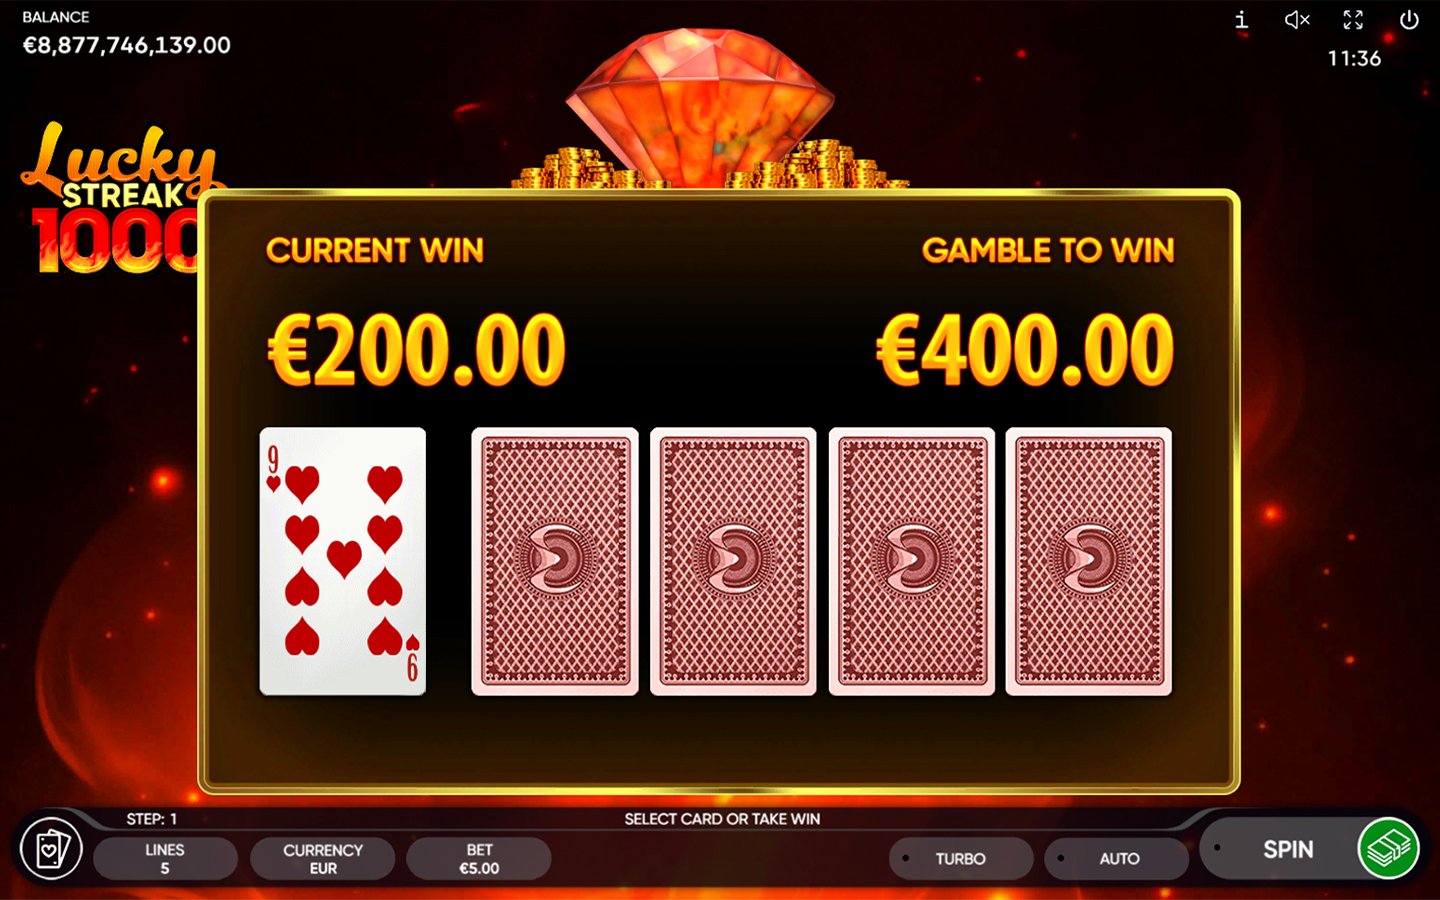 BALANCE
€8,877,746,139.00
11:36
Lucky
STREAK
1000
CURRENT WIN
GAMBLE TO WIN
€200.00
€400.00
9
9
STEP: 1
SELECT CARD OR TAKE WIN
LINES
5
CURRENCY
EUR
BET
€5.00
TURBO
AUTO
SPIN